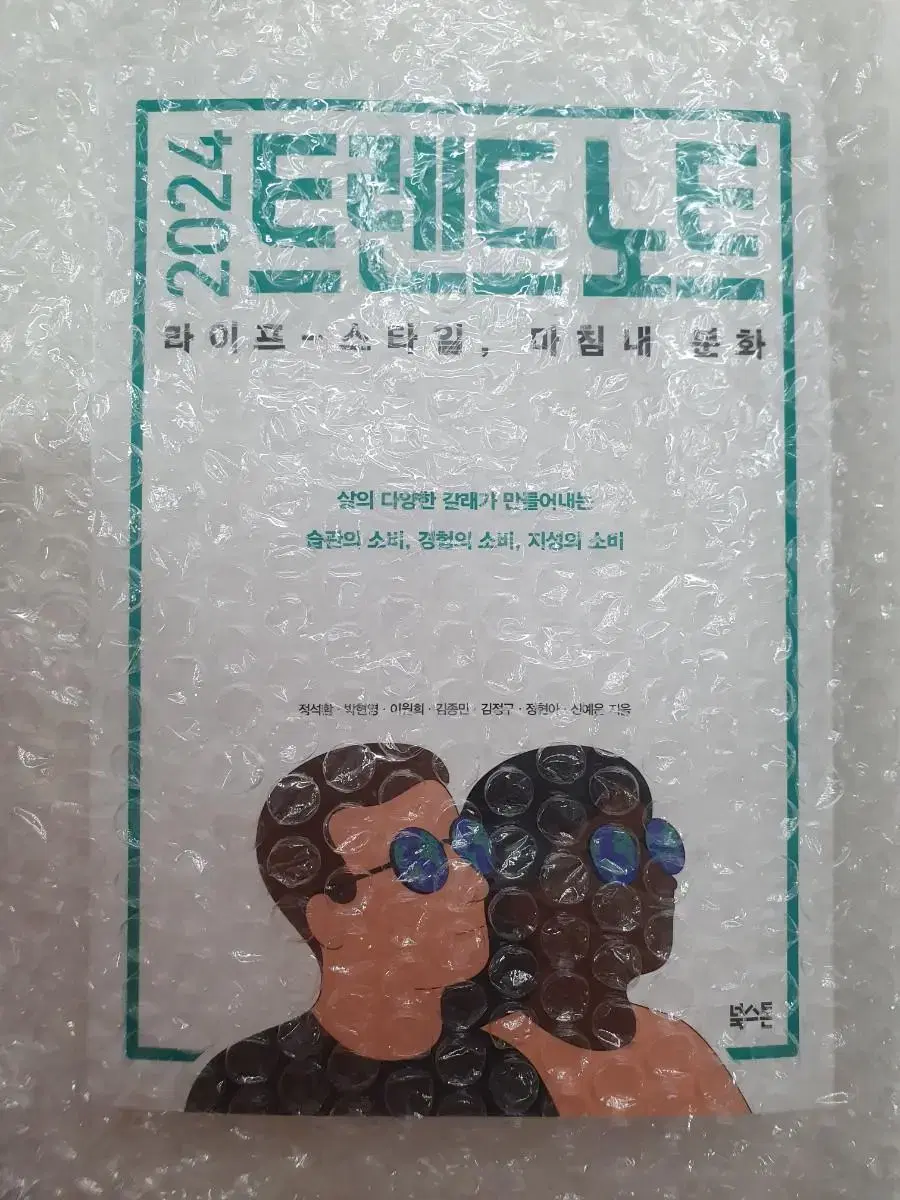 2024 트렌드 노트
라이프-스타일, 마침내 분화
삶의 다양한 갈래가 만들어내는
습관의 소비, 경험의 소비, 지성의 소비
정석환·박현영·이원희·김종민·김정구·정현아·신예은 지음
북스톤